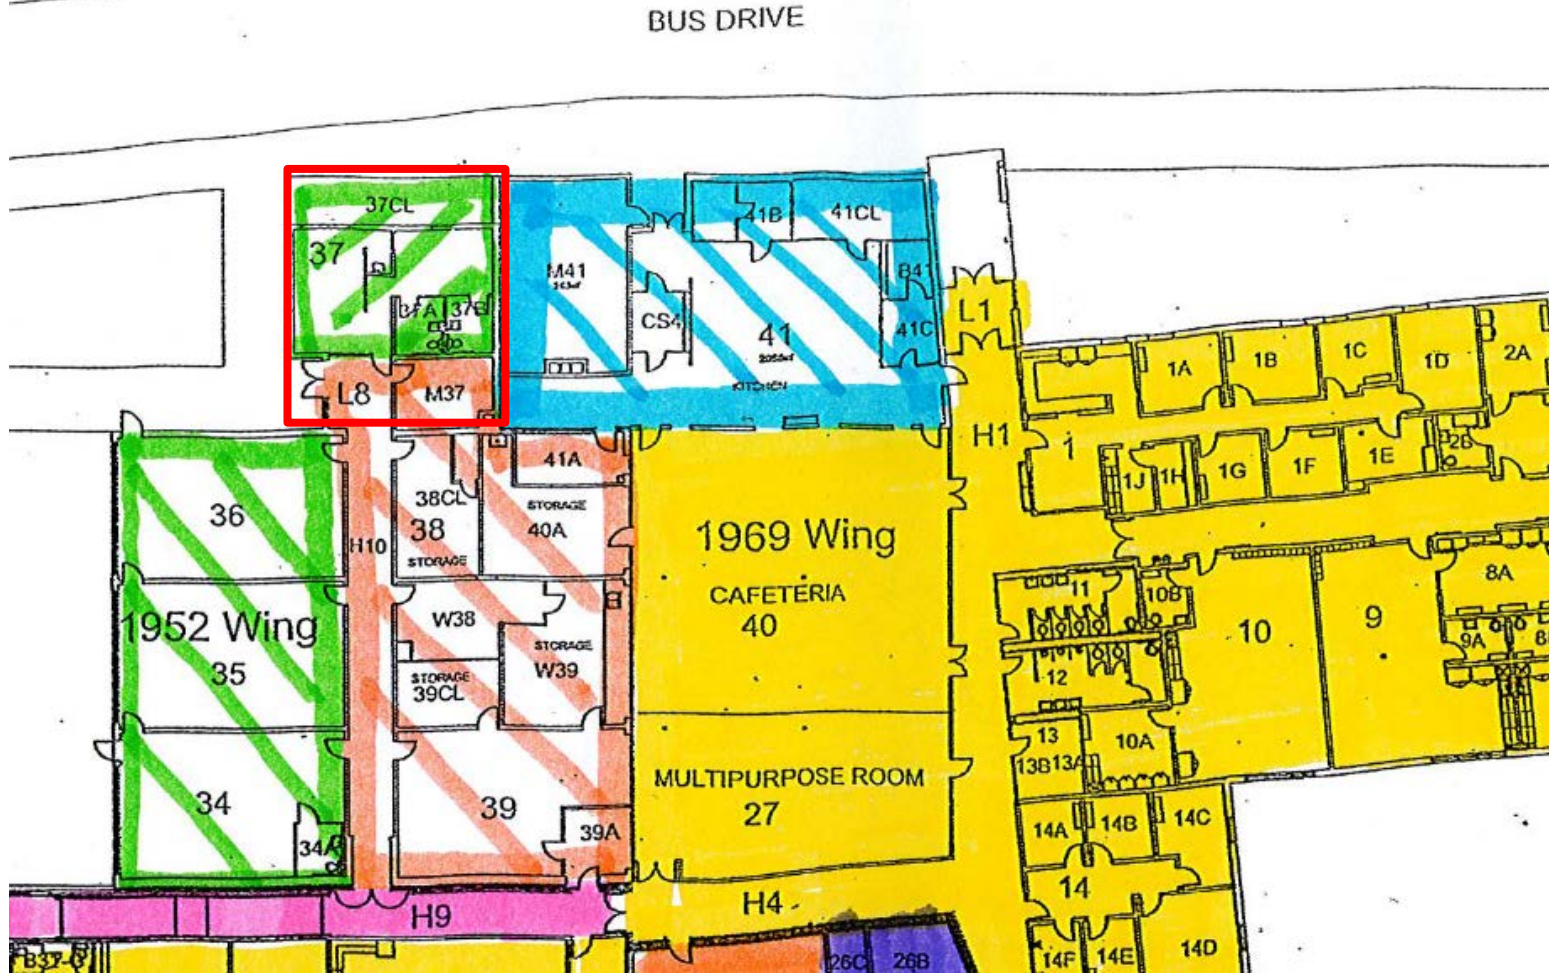 BUS DRIVE
37CL
37
37A
37B
L8
M37
M41
41B
41CL
B41
CS4
41
41C
KITCHEN
L1
H1
1A
1B
1C
1D
2A
1
1J
1H
1G
1F
1E
2B
36
H10
38CL
38
STORAGE
41A
STORAGE
40A
1969 Wing
CAFETERIA
40
1952 Wing
35
W38
STORAGE
39CL
STORAGE
W39
11
10B
12
10
9
8A
9A
13
13B
13A
10A
34
34A
39
39A
MULTIPURPOSE ROOM
27
14A
14B
14C
14
H9
H4
26C
26B
14F
14E
14D